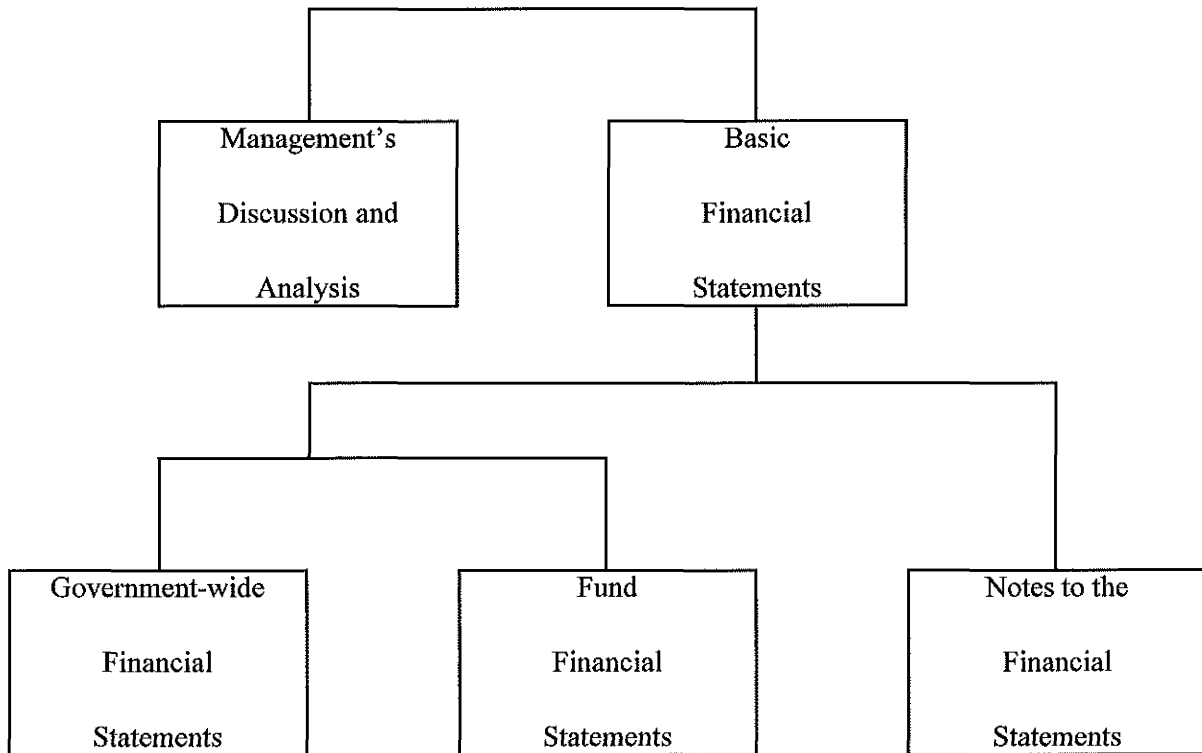 Management's
Discussion and
Analysis
Basic
Financial
Statements
Government-wide
Financial
Statements
Fund
Financial
Statements
Notes to the
Financial
Statements